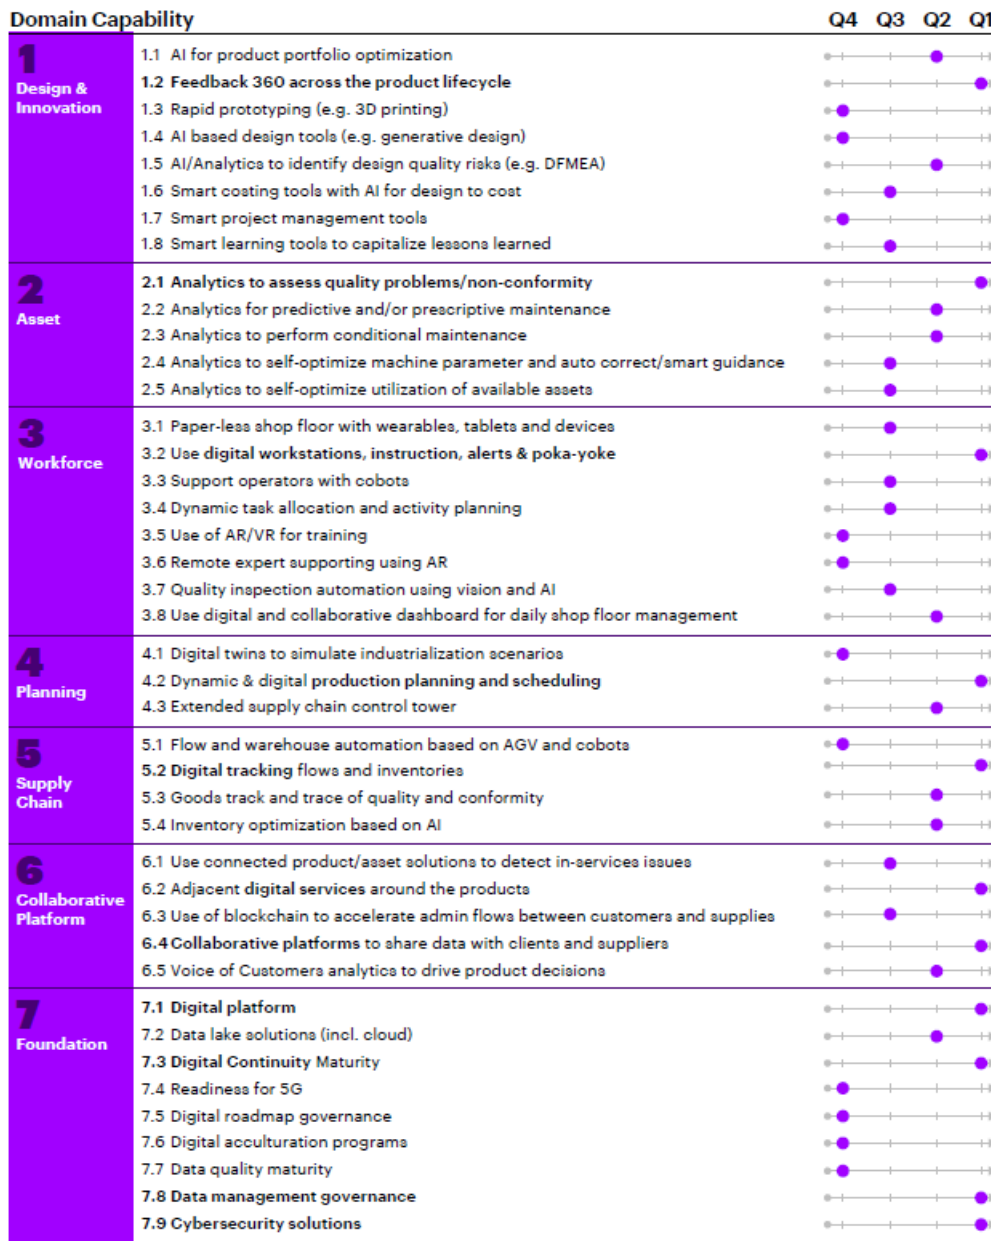 Domain Capability Q4 Q3 Q2 Q1
1
Design &
Innovation
1.1 AI for product portfolio optimization
1.2 Feedback 360 across the product lifecycle
1.3 Rapid prototyping (e.g. 3D printing)
1.4 AI based design tools (e.g. generative design)
1.5 AI/Analytics to identify design quality risks (e.g. DFMEA)
1.6 Smart costing tools with AI for design to cost
1.7 Smart project management tools
1.8 Smart learning tools to capitalize lessons learned
2
Asset
2.1 Analytics to assess quality problems/non-conformity
2.2 Analytics for predictive and/or prescriptive maintenance
2.3 Analytics to perform conditional maintenance
2.4 Analytics to self-optimize machine parameter and auto correct/smart guidance
2.5 Analytics to self-optimize utilization of available assets
3
Workforce
3.1 Paper-less shop floor with wearables, tablets and devices
3.2 Use digital workstations, instruction, alerts & poka-yoke
3.3 Support operators with cobots
3.4 Dynamic task allocation and activity planning
3.5 Use of AR/VR for training
3.6 Remote expert supporting using AR
3.7 Quality inspection automation using vision and AI
3.8 Use digital and collaborative dashboard for daily shop floor management
4
Planning
4.1 Digital twins to simulate industrialization scenarios
4.2 Dynamic & digital production planning and scheduling
4.3 Extended supply chain control tower
5
Supply
Chain
5.1 Flow and warehouse automation based on AGV and cobots
5.2 Digital tracking flows and inventories
5.3 Goods track and trace of quality and conformity
5.4 Inventory optimization based on AI
6
Collaborative
Platform
6.1 Use connected product/asset solutions to detect in-services issues
6.2 Adjacent digital services around the products
6.3 Use of blockchain to accelerate admin flows between customers and supplies
6.4 Collaborative platforms to share data with clients and suppliers
6.5 Voice of Customers analytics to drive product decisions
7
Foundation
7.1 Digital platform
7.2 Data lake solutions (incl. cloud)
7.3 Digital Continuity Maturity
7.4 Readiness for 5G
7.5 Digital roadmap governance
7.6 Digital acculturation programs
7.7 Data quality maturity
7.8 Data management governance
7.9 Cybersecurity solutions